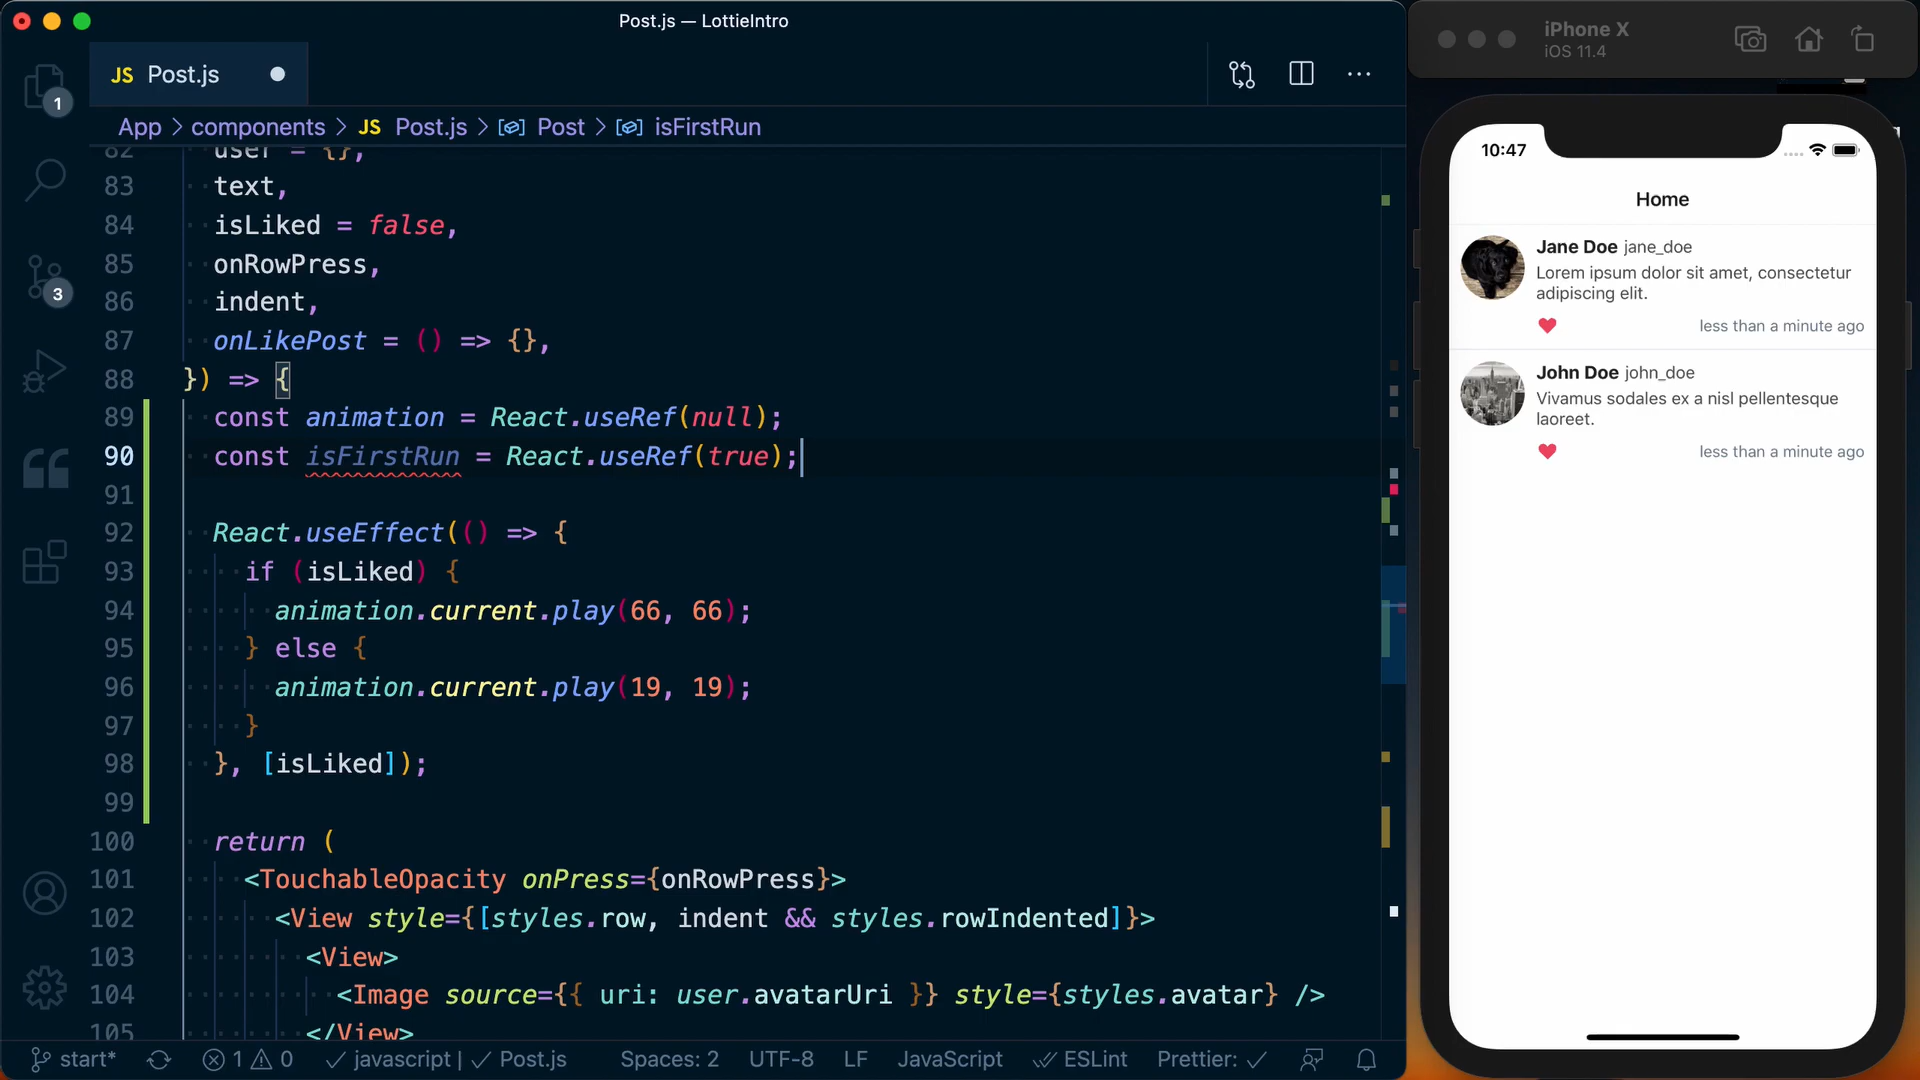 Post.js — LottieIntro
JS Post.js
1
App > components > JS Post.js > Post > isFirstRun
82 user = {},
83 text,
84 isLiked = false,
85 onRowPress,
86 indent,
87 onLikePost = () => {},
88 }) => {
89 const animation = React.useRef(null);
90 const isFirstRun = React.useRef(true);
91
92 React.useEffect(() => {
93 if (isLiked) {
94 animation.current.play(66, 66);
95 } else {
96 animation.current.play(19, 19);
97 }
98 }, [isLiked]);
99
100 return (
101 <TouchableOpacity onPress={onRowPress}>
102 <View style={[styles.row, indent && styles.rowIndented]}>
103 <View>
104 <Image source={{ uri: user.avatarUri }} style={styles.avatar} />
105 </View>
3
start* 1 0 javascript | Post.js Spaces: 2 UTF-8 LF JavaScript ESLint Prettier:
iPhone X
iOS 11.4
10:47
Home
Jane Doe jane_doe
Lorem ipsum dolor sit amet, consectetur
adipiscing elit.
less than a minute ago
John Doe john_doe
Vivamus sodales ex a nisl pellentesque
laoreet.
less than a minute ago